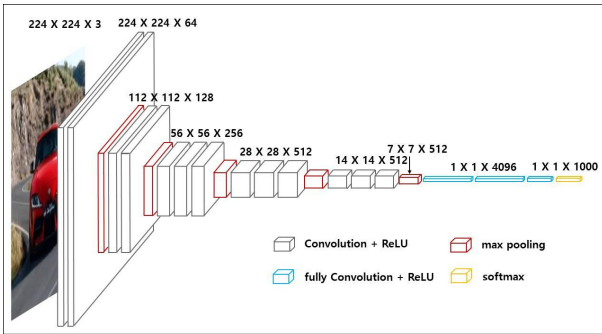 224 X 224 X 3
224 X 224 X 64
112 X 112 X 128
56 X 56 X 256
28 X 28 X 512
14 X 14 X 512
7 X 7 X 512
1 X 1 X 4096
1 X 1 X 1000
Convolution + ReLU
max pooling
fully Convolution + ReLU
softmax